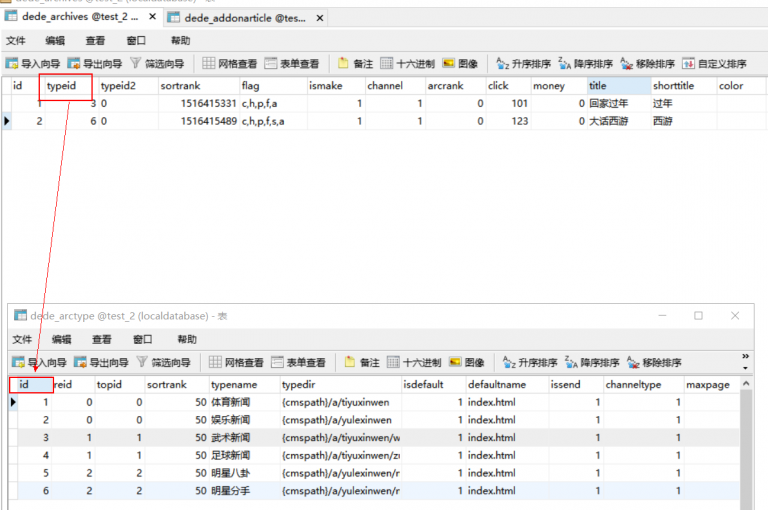 dede_archives @test_2 (localdatabase) - 表
dede_archives @test_2 ... × dede_addonarticle @tes... ×
文件 编辑 查看 窗口 帮助
导入向导 导出向导 筛选向导 网格查看 表单查看 备注 十六进制 图像 升序排序 降序排序 移除排序 自定义排序
id typeid typeid2 sortrank flag ismake channel arcrank click money title shorttitle color
1 3 0 1516415331 c,h,p,f,a 1 1 0 101 0 回家过年 过年
2 6 0 1516415489 c,h,p,f,s,a 1 1 0 123 0 大话西游 西游
dede_arctype @test_2 (localdatabase) - 表
文件 编辑 查看 窗口 帮助
导入向导 导出向导 筛选向导 网格查看 表单查看 备注 十六进制 图像 升序排序 降序排序 移除排序 »
id reid topid sortrank typename typedir isdefault defaultname issend channeltype maxpage
1 0 0 50 体育新闻 {cmspath}/a/tiyuxinwen 1 index.html 1 1
2 0 0 50 娱乐新闻 {cmspath}/a/yulexinwen 1 index.html 1 1
3 1 1 50 武术新闻 {cmspath}/a/tiyuxinwen/w 1 index.html 1 1
4 1 1 50 足球新闻 {cmspath}/a/tiyuxinwen/zu 1 index.html 1 1
5 2 2 50 明星八卦 {cmspath}/a/yulexinwen/r 1 index.html 1 1
6 2 2 50 明星分手 {cmspath}/a/yulexinwen/r 1 index.html 1 1